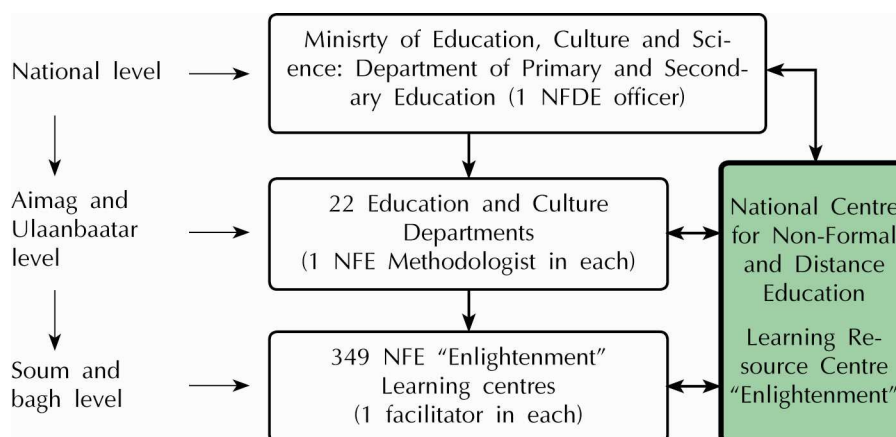 National level
Minisrty of Education, Culture and Sci-
ence: Department of Primary and Second-
ary Education (1 NFDE officer)
Aimag and
Ulaanbaatar
level
22 Education and Culture
Departments
(1 NFE Methodologist in each)
Soum and
bagh level
349 NFE “Enlightenment”
Learning centres
(1 facilitator in each)
National Centre
for Non-Formal
and Distance
Education
Learning Re-
source Centre
“Enlightenment”